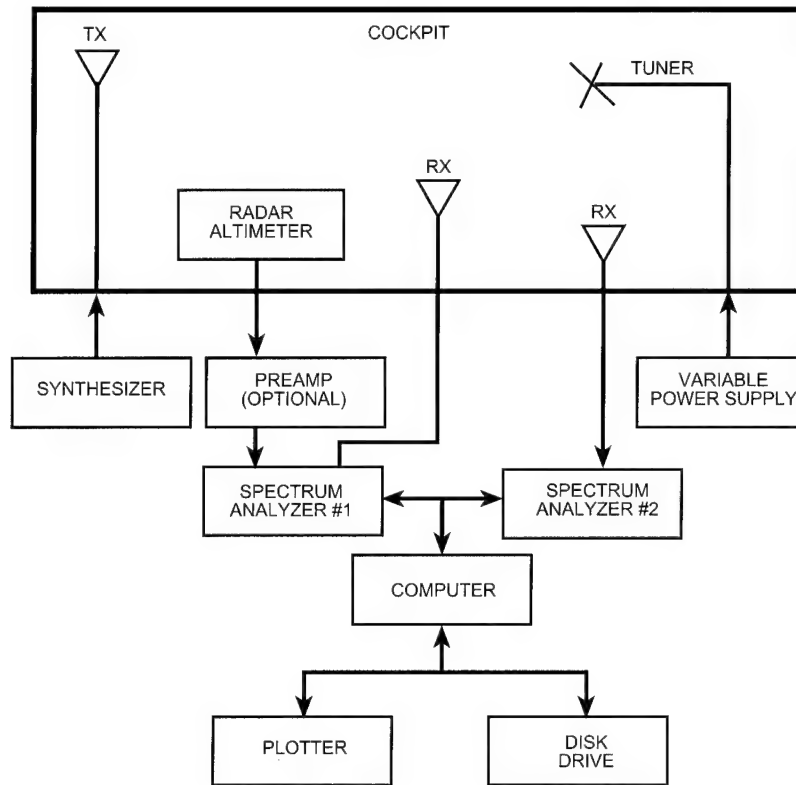 COCKPIT
TX
TUNER
RX
RADAR
ALTIMETER
RX
SYNTHESIZER
PREAMP
(OPTIONAL)
VARIABLE
POWER SUPPLY
SPECTRUM
ANALYZER #1
SPECTRUM
ANALYZER #2
COMPUTER
PLOTTER
DISK
DRIVE